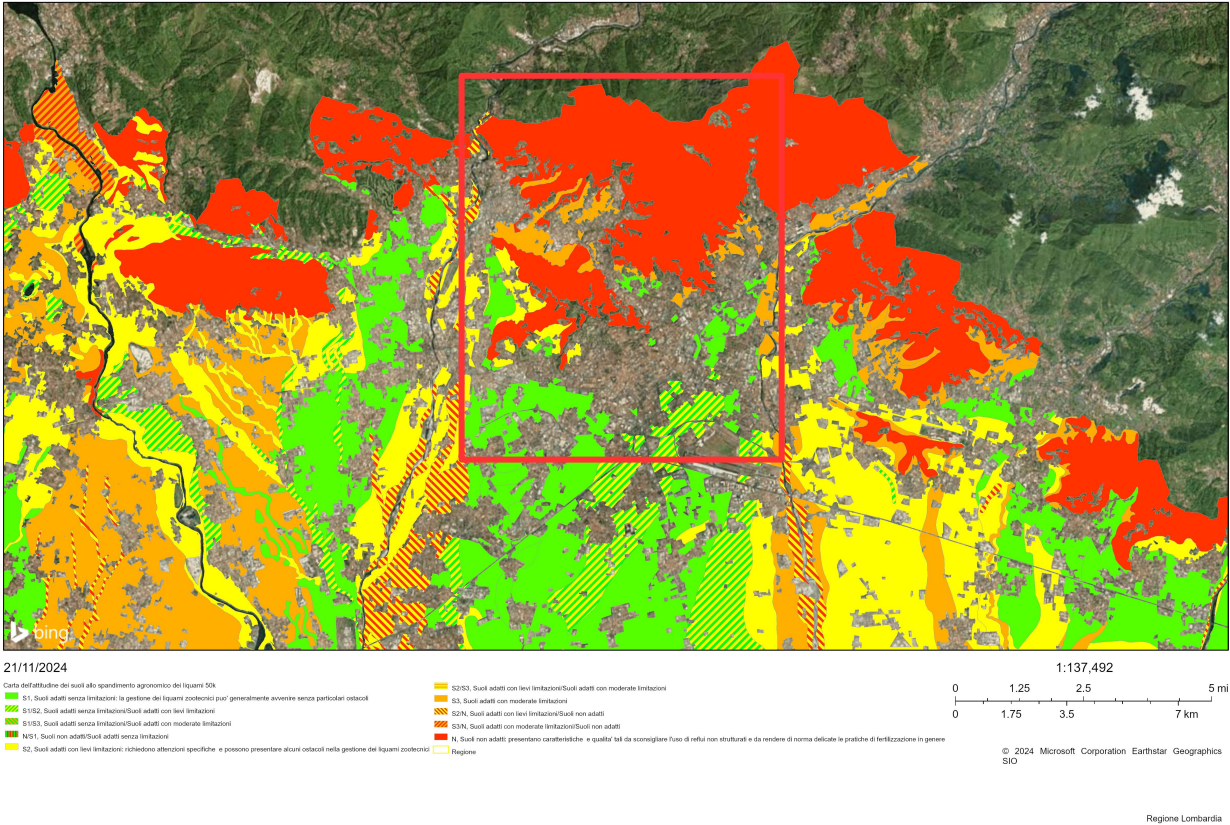 bing
21/11/2024
1:137,492
Carta dell'attitudine dei suoli allo spandimento agronomico dei liquami 50k
S1, Suoli adatti senza limitazioni: la gestione dei liquami zootecnici puo' generalmente avvenire senza particolari ostacoli
S1/S2, Suoli adatti senza limitazioni/Suoli adatti con lievi limitazioni
S1/S3, Suoli adatti senza limitazioni/Suoli adatti con moderate limitazioni
N/S1, Suoli non adatti/Suoli adatti senza limitazioni
S2, Suoli adatti con lievi limitazioni: richiedono attenzioni specifiche e possono presentare alcuni ostacoli nella gestione dei liquami zootecnici
S2/S3, Suoli adatti con lievi limitazioni/Suoli adatti con moderate limitazioni
S3, Suoli adatti con moderate limitazioni
S2/N, Suoli adatti con lievi limitazioni/Suoli non adatti
S3/N, Suoli adatti con moderate limitazioni/Suoli non adatti
N, Suoli non adatti: presentano caratteristiche e qualita' tali da sconsigliare l'uso di reflui non strutturati e da rendere di norma delicate le pratiche di fertilizzazione in genere
Regione
0 1.25 2.5 5 mi
0 1.75 3.5 7 km
© 2024 Microsoft Corporation Earthstar Geographics
SIO
Regione Lombardia